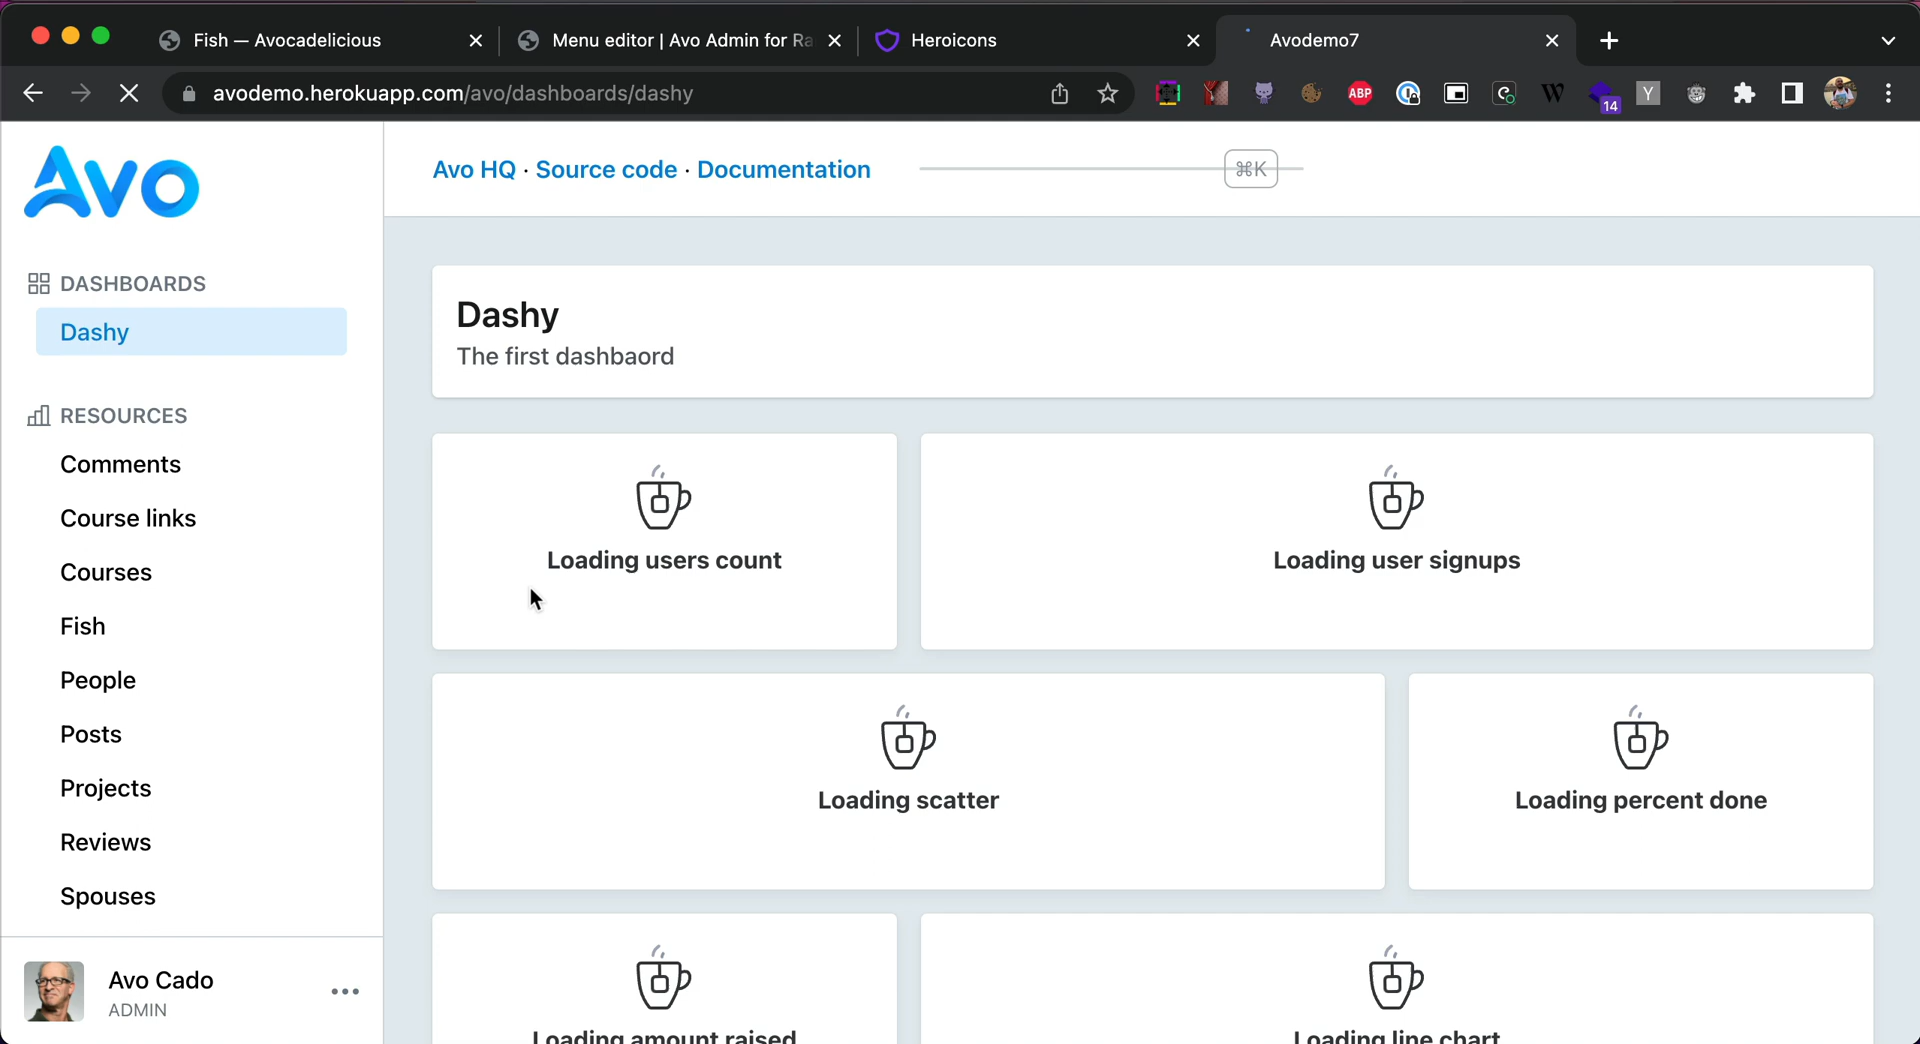 Fish — Avocadelicious
Menu editor | Avo Admin for Ra
Heroicons
Avodemo7
avodemo.herokuapp.com/avo/dashboards/dashy
ABP
W
14
Y
Avo
Avo HQ · Source code · Documentation
⌘K
DASHBOARDS
Dashy
RESOURCES
Comments
Course links
Courses
Fish
People
Posts
Projects
Reviews
Spouses
Avo Cado
ADMIN
Dashy
The first dashbaord
Loading users count
Loading user signups
Loading scatter
Loading percent done
Loading amount raised
Loading line chart